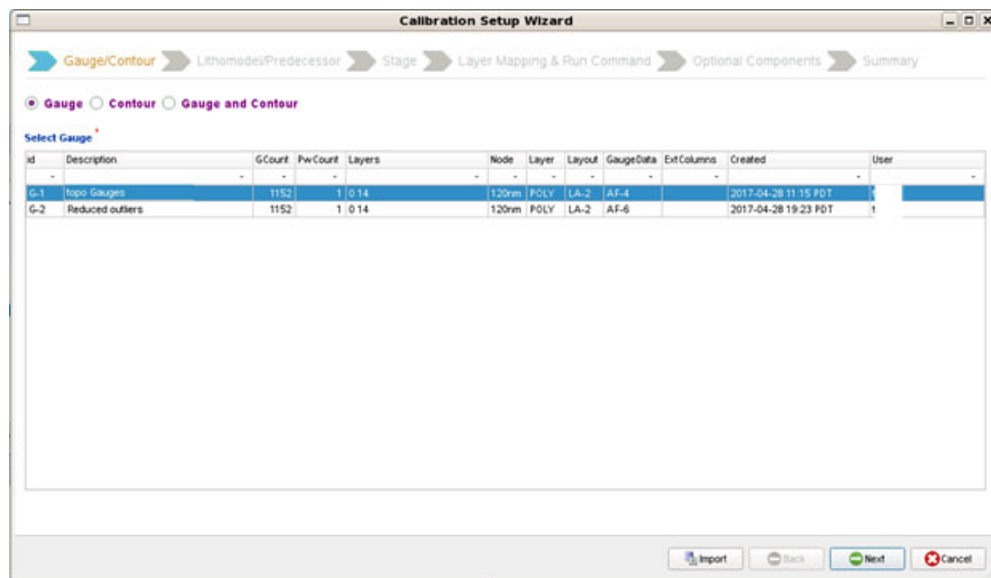 Calibration Setup Wizard
Gauge/Contour Lithomodel/Predecessor Stage Layer Mapping & Run Command Optional Components Summary
Gauge Contour Gauge and Contour
Select Gauge *
id Description GCount PwCount Layers Node Layer Layout GaugeData ExtColumns Created User
G-1 topo Gauges 1152 1 0 14 120nm POLY LA-2 AF-4 2017-04-28 11:15 PDT t
G-2 Reduced outliers 1152 1 0 14 120nm POLY LA-2 AF-6 2017-04-28 19:23 PDT t
Import Back Next Cancel